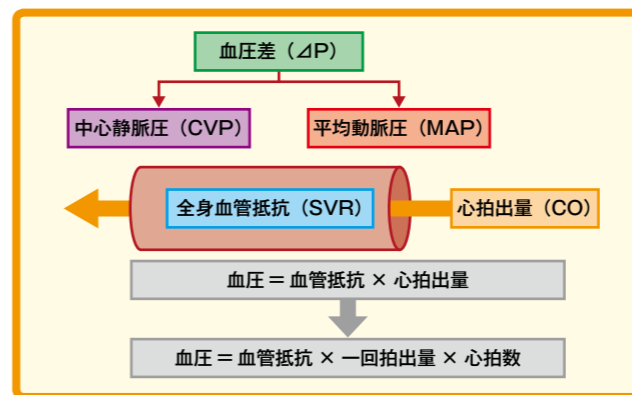 血圧差（⊿P）
中心静脈圧（CVP）
平均動脈圧（MAP）
全身血管抵抗（SVR）
心拍出量（CO）
血圧＝血管抵抗 × 心拍出量
血圧＝血管抵抗 × 一回拍出量 × 心拍数